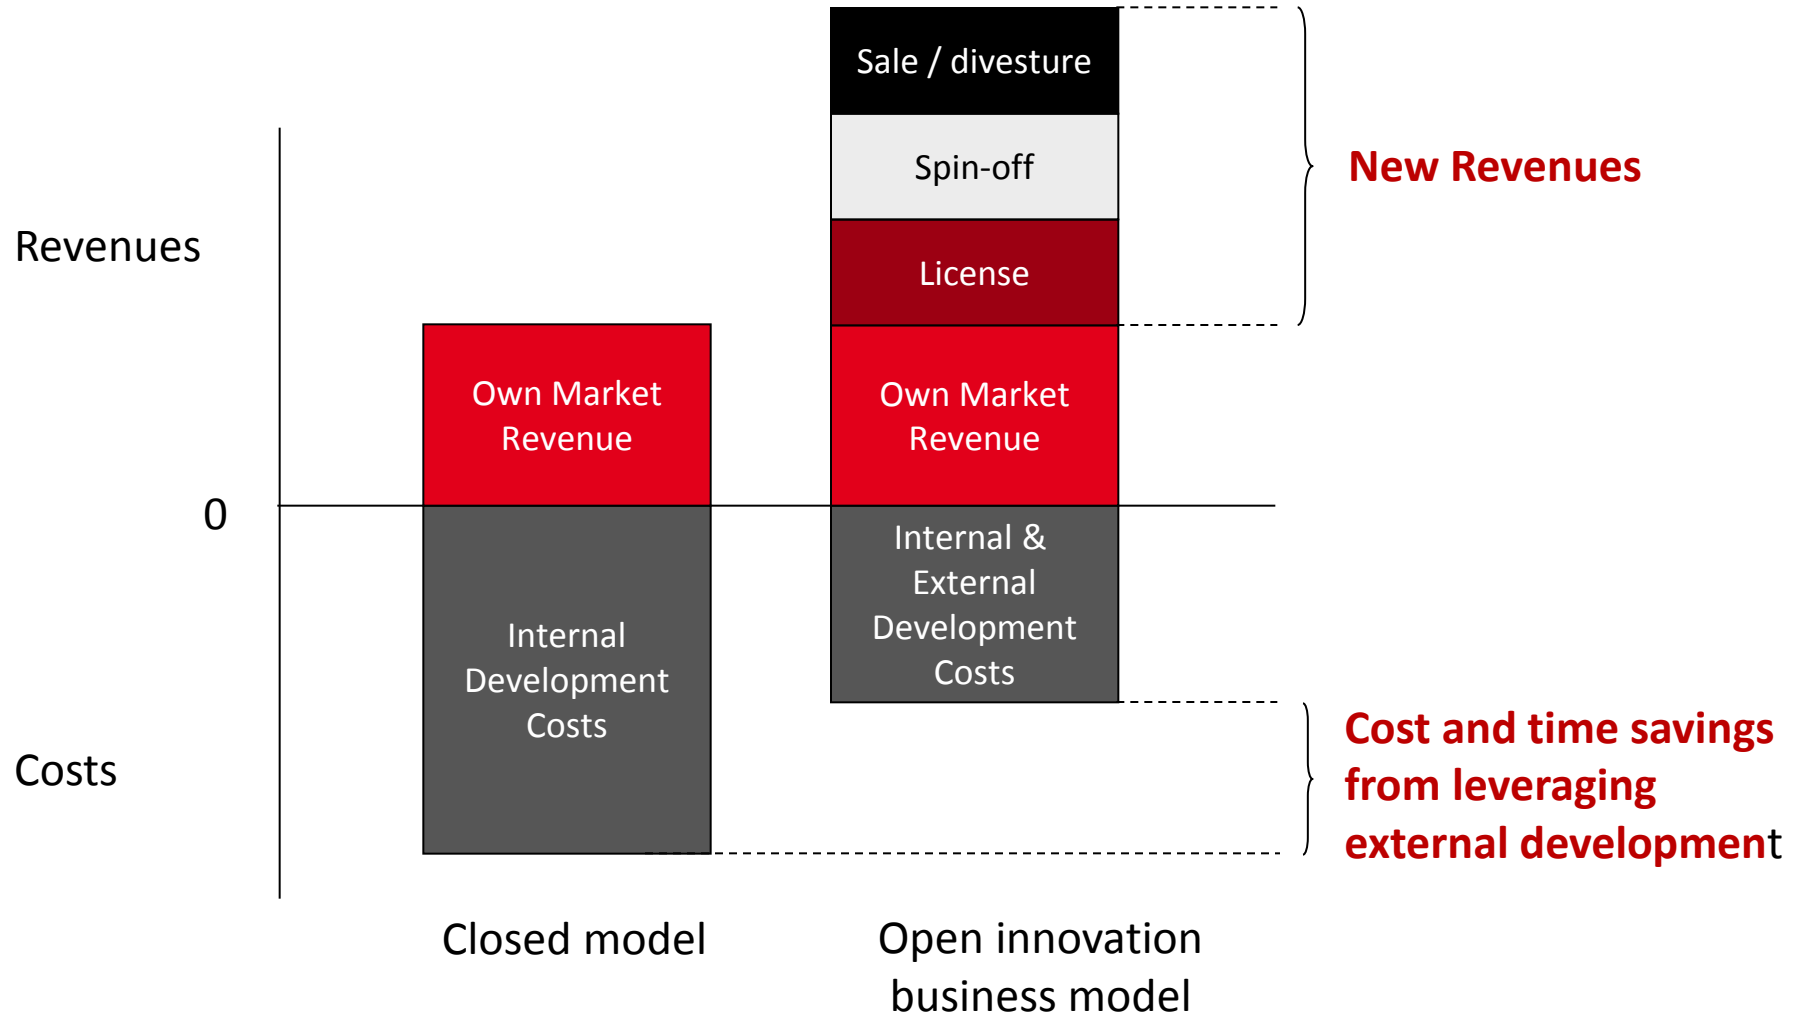 Sale / divesture
Spin-off
New Revenues
Revenues
License
Own Market
Revenue
Own Market
Revenue
0
Internal &
External
Development
Costs
Internal
Development
Costs
Cost and time savings
from leveraging
external development
Costs
Closed model
Open innovation
business model